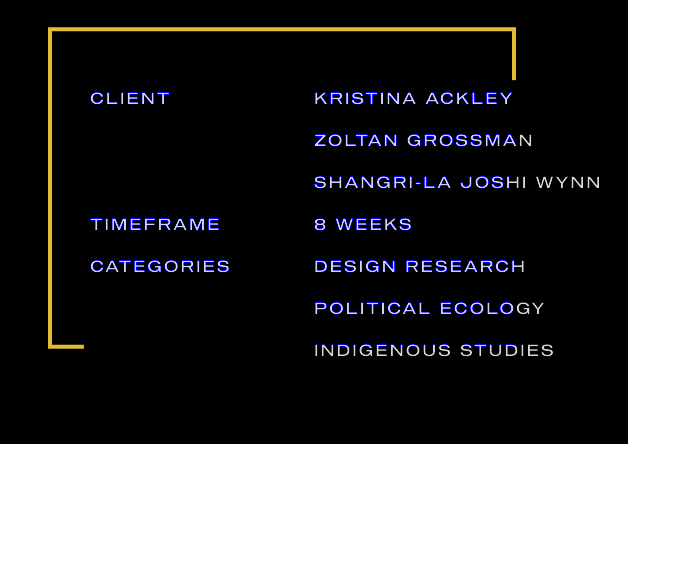 CLIENT KRISTINA ACKLEY
ZOLTAN GROSSMAN
SHANGRI-LA JOSHI WYNN
TIMEFRAME 8 WEEKS
CATEGORIES DESIGN RESEARCH
POLITICAL ECOLOGY
INDIGENOUS STUDIES